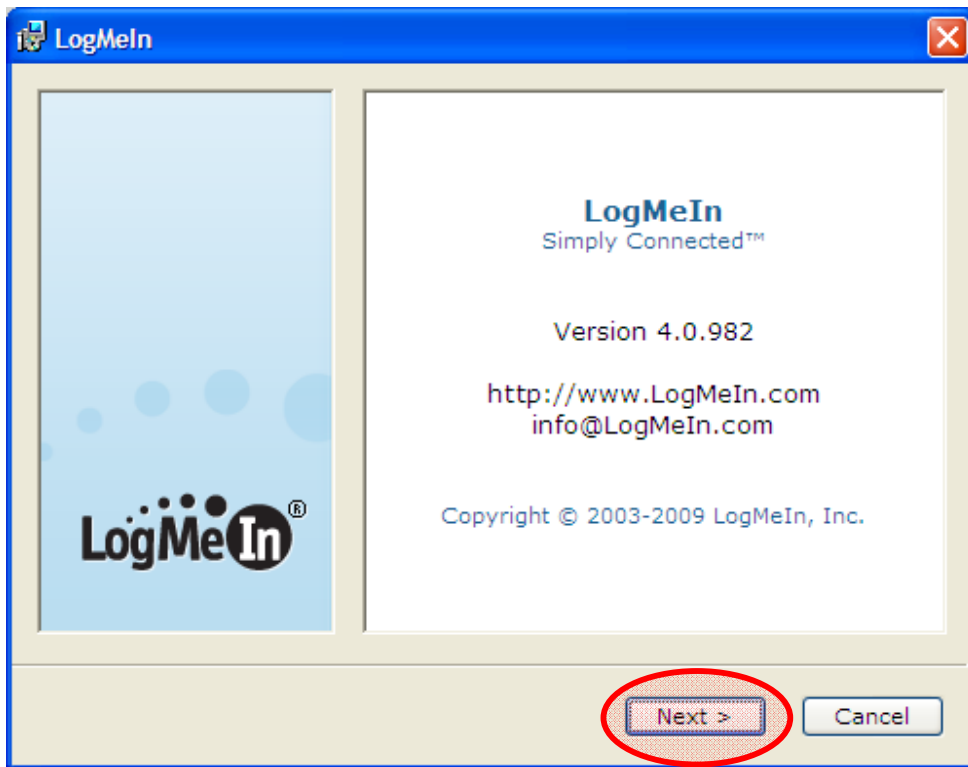 LogMeIn
LogMeIn
Simply Connected™
Version 4.0.982
http://www.LogMeIn.com
info@LogMeIn.com
Copyright © 2003-2009 LogMeIn, Inc.
LogMeIn®
Next >
Cancel